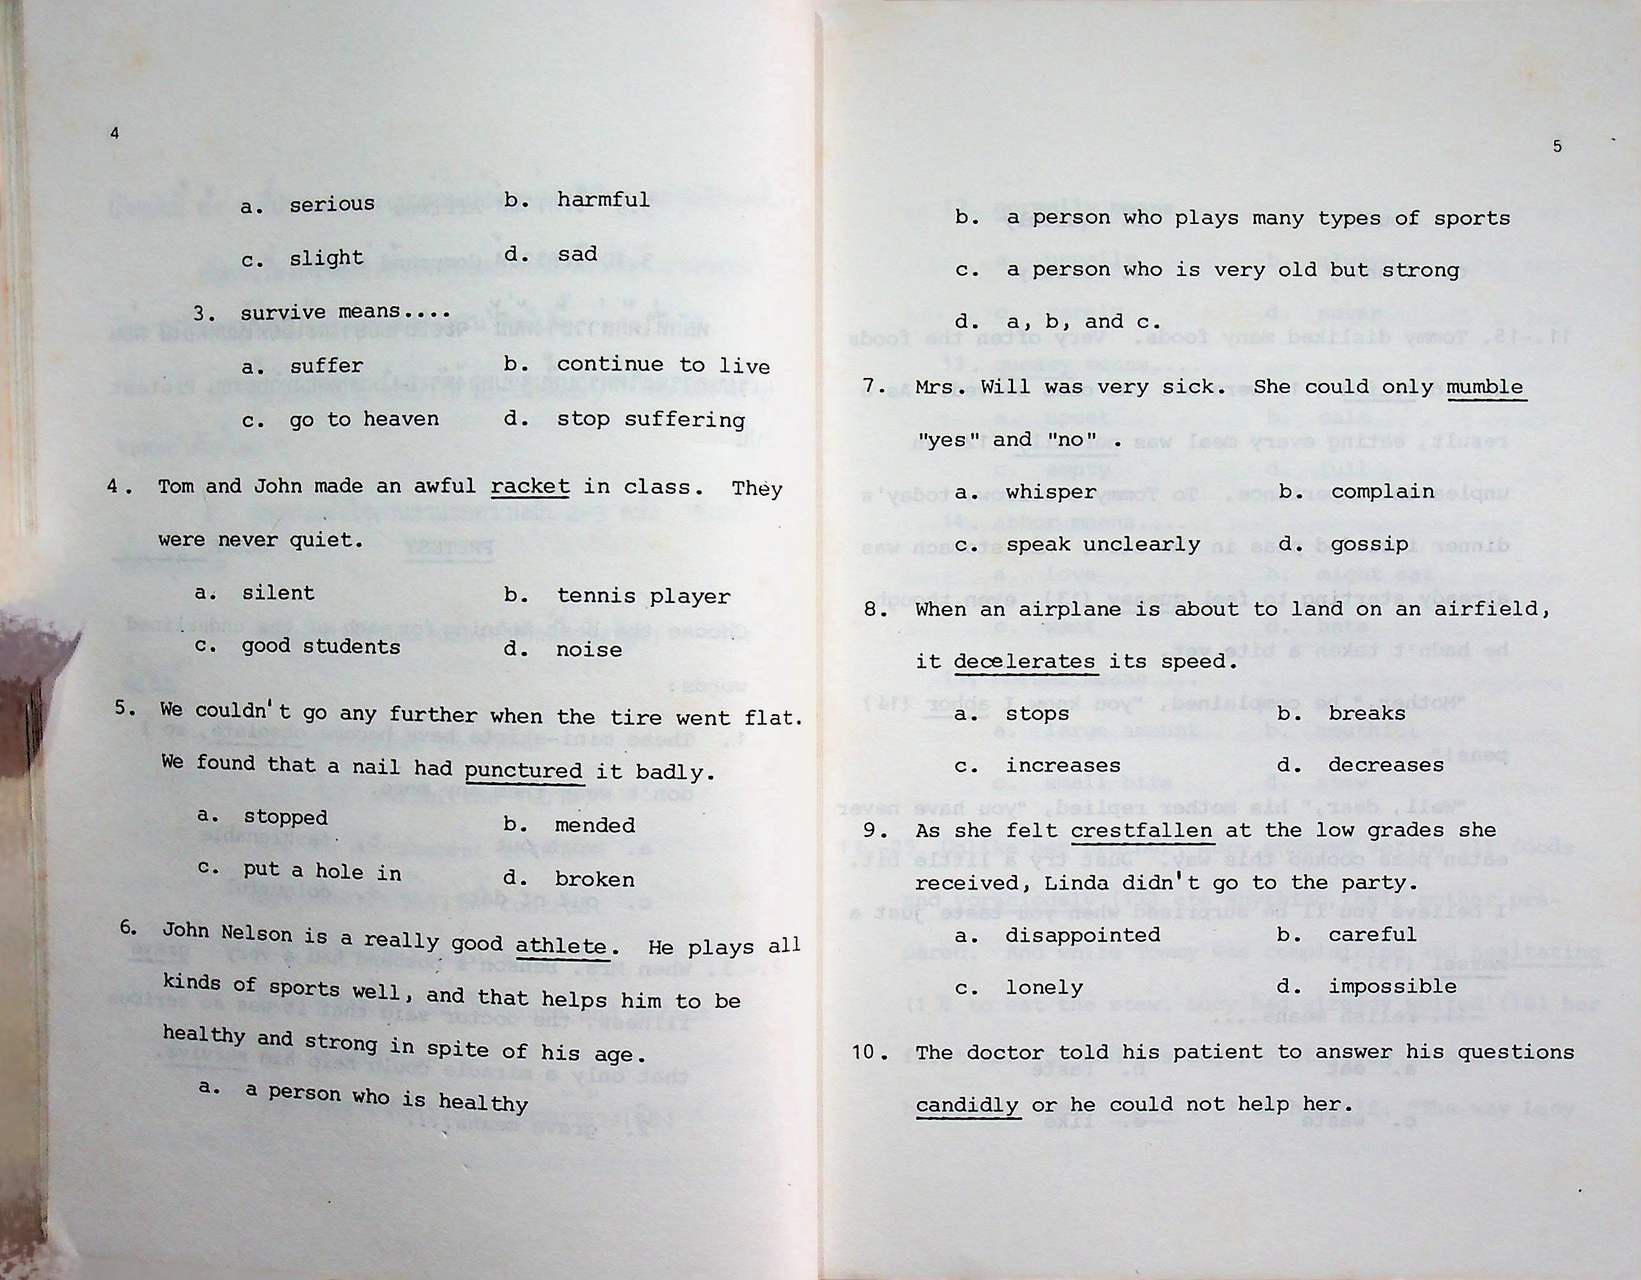 4
a. serious b. harmful
c. slight d. sad
3. survive means....
a. suffer b. continue to live
c. go to heaven d. stop suffering
4. Tom and John made an awful racket in class. They
were never quiet.
a. silent b. tennis player
c. good students d. noise
5. We couldn't go any further when the tire went flat.
We found that a nail had punctured it badly.
a. stopped b. mended
c. put a hole in d. broken
6. John Nelson is a really good athlete. He plays all
kinds of sports well, and that helps him to be
healthy and strong in spite of his age.
a. a person who is healthy
5
b. a person who plays many types of sports
c. a person who is very old but strong
d. a, b, and c.
7. Mrs. Will was very sick. She could only mumble
"yes" and "no" .
a. whisper b. complain
c. speak unclearly d. gossip
8. When an airplane is about to land on an airfield,
it decelerates its speed.
a. stops b. breaks
c. increases d. decreases
9. As she felt crestfallen at the low grades she
received, Linda didn't go to the party.
a. disappointed b. careful
c. lonely d. impossible
10. The doctor told his patient to answer his questions
candidly or he could not help her.